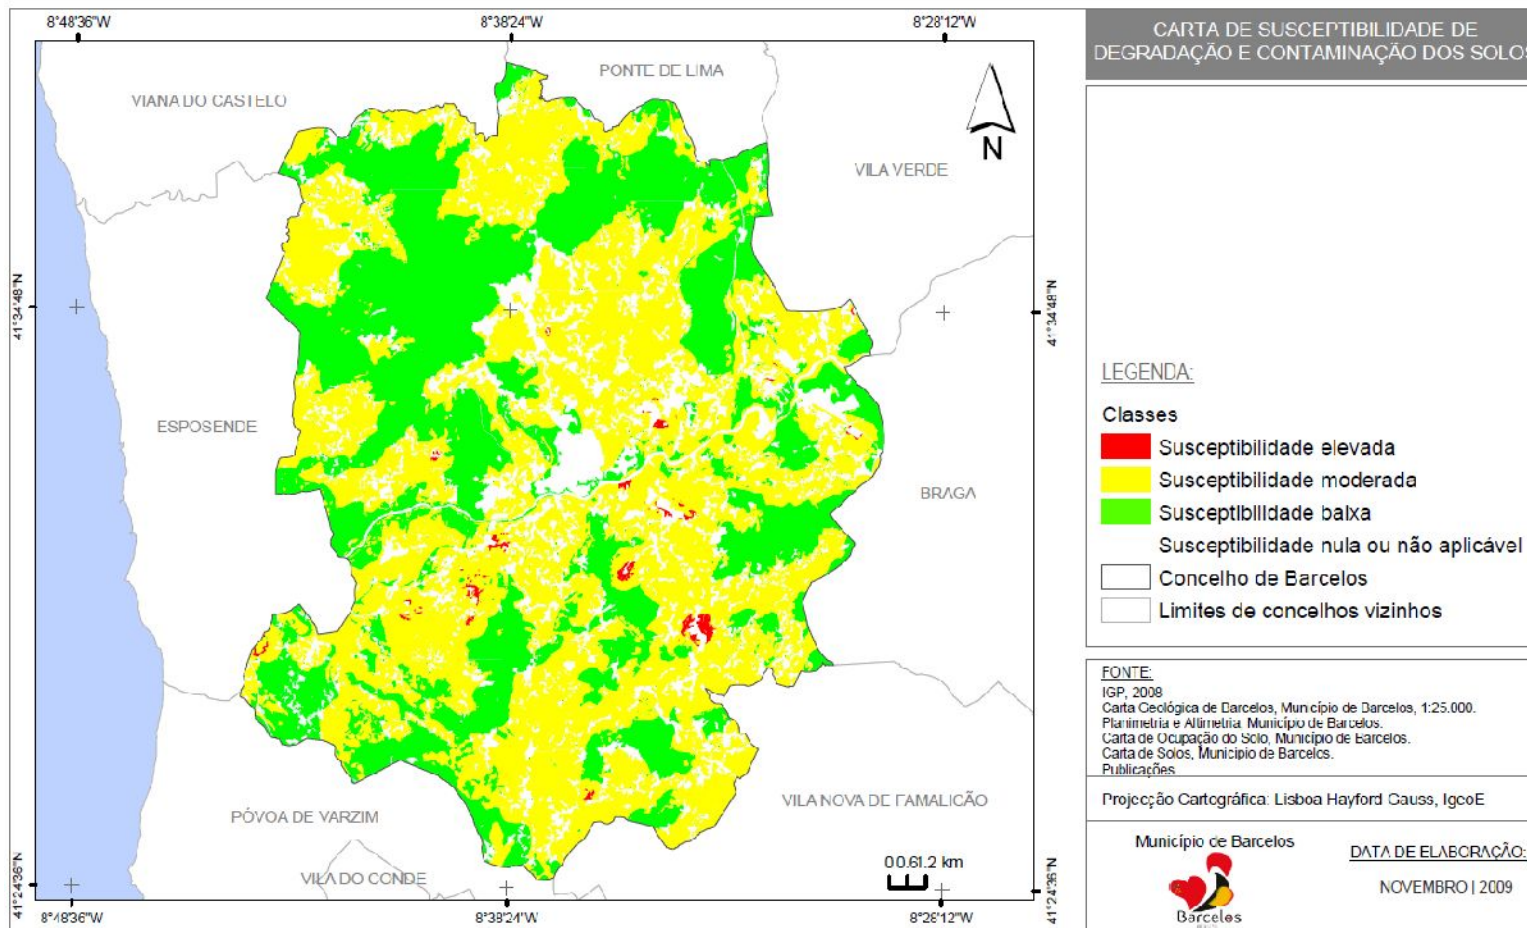 8°48'36"W
8°38'24"W
8°28'12"W
CARTA DE SUSCEPTIBILIDADE DE
DEGRADAÇÃO E CONTAMINAÇÃO DOS SOLOS
PONTE DE LIMA
VIANA DO CASTELO
N
VILA VERDE
41°34'48"N
41°34'48"N
ESPOSENDE
BRAGA
LEGENDA:
Classes
Susceptibilidade elevada
Susceptibilidade moderada
Susceptibilidade baixa
Susceptibilidade nula ou não aplicável
Concelho de Barcelos
Limites de concelhos vizinhos
FONTE:
IGP, 2008
Carta Geológica de Barcelos, Município de Barcelos, 1:25.000.
Planimetria e Altimetria, Município de Barcelos.
Carta de Ocupação do Solo, Município de Barcelos.
Carta de Solos, Município de Barcelos.
Publicações
Projecção Cartográfica: Lisboa Hayford Gauss, IgeoE
PÓVOA DE VARZIM
VILA NOVA DE FAMALICÃO
VILA DO CONDE
0 0.6 1.2 km
41°24'36"N
41°24'36"N
8°48'36"W
8°38'24"W
8°28'12"W
Município de Barcelos
Barcelos
DATA DE ELABORAÇÃO:
NOVEMBRO | 2009